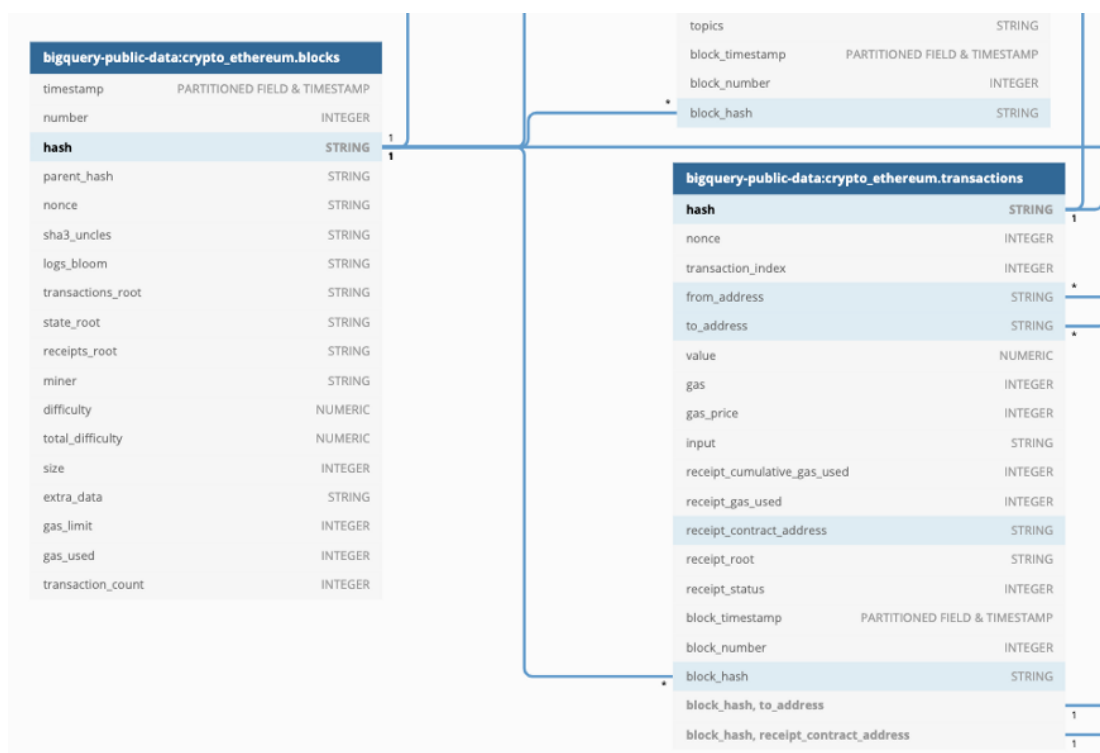 bigquery-public-data:crypto_ethereum.blocks
timestamp PARTITIONED FIELD & TIMESTAMP
number INTEGER
hash STRING
1
1
parent_hash STRING
nonce STRING
sha3_uncles STRING
logs_bloom STRING
transactions_root STRING
state_root STRING
receipts_root STRING
miner STRING
difficulty NUMERIC
total_difficulty NUMERIC
size INTEGER
extra_data STRING
gas_limit INTEGER
gas_used INTEGER
transaction_count INTEGER
topics STRING
block_timestamp PARTITIONED FIELD & TIMESTAMP
block_number INTEGER
*
block_hash STRING
bigquery-public-data:crypto_ethereum.transactions
hash STRING
1
nonce INTEGER
transaction_index INTEGER
*
from_address STRING
to_address STRING
*
value NUMERIC
gas INTEGER
gas_price INTEGER
input STRING
receipt_cumulative_gas_used INTEGER
receipt_gas_used INTEGER
receipt_contract_address STRING
receipt_root STRING
receipt_status INTEGER
block_timestamp PARTITIONED FIELD & TIMESTAMP
block_number INTEGER
block_hash STRING
*
block_hash, to_address
1
block_hash, receipt_contract_address
1